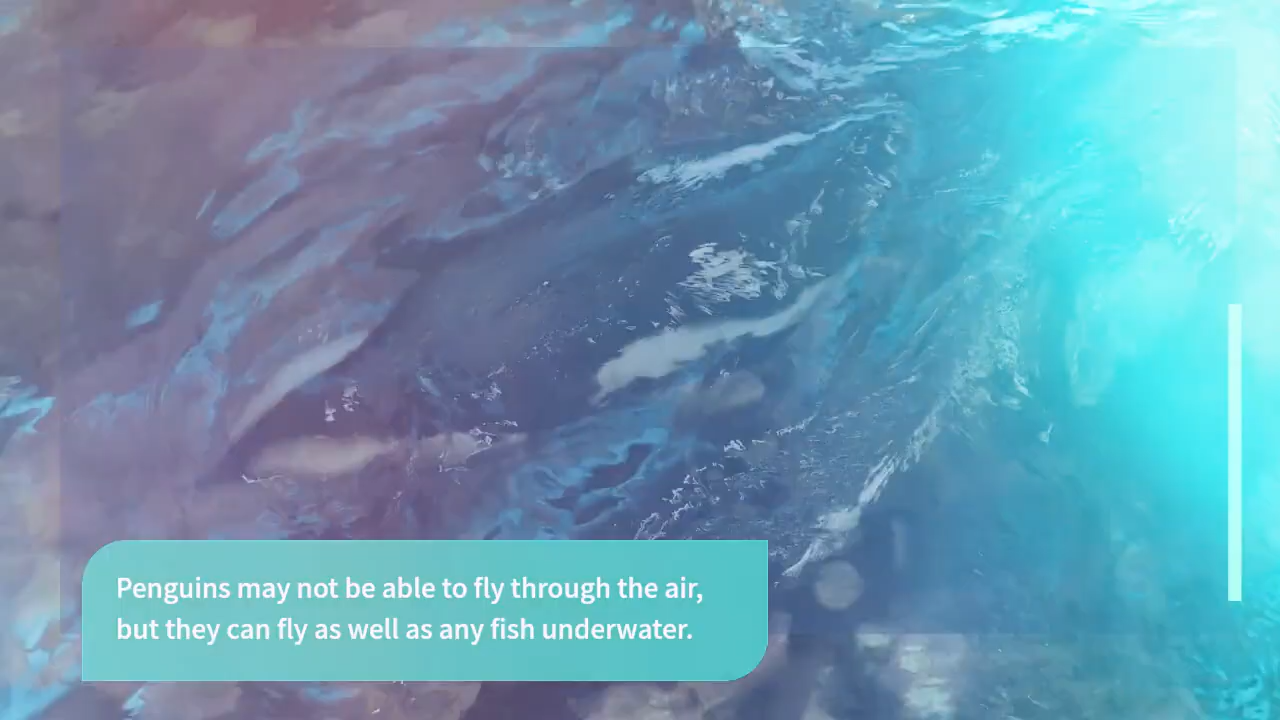 Penguins may not be able to fly through the air,
but they can fly as well as any fish underwater.